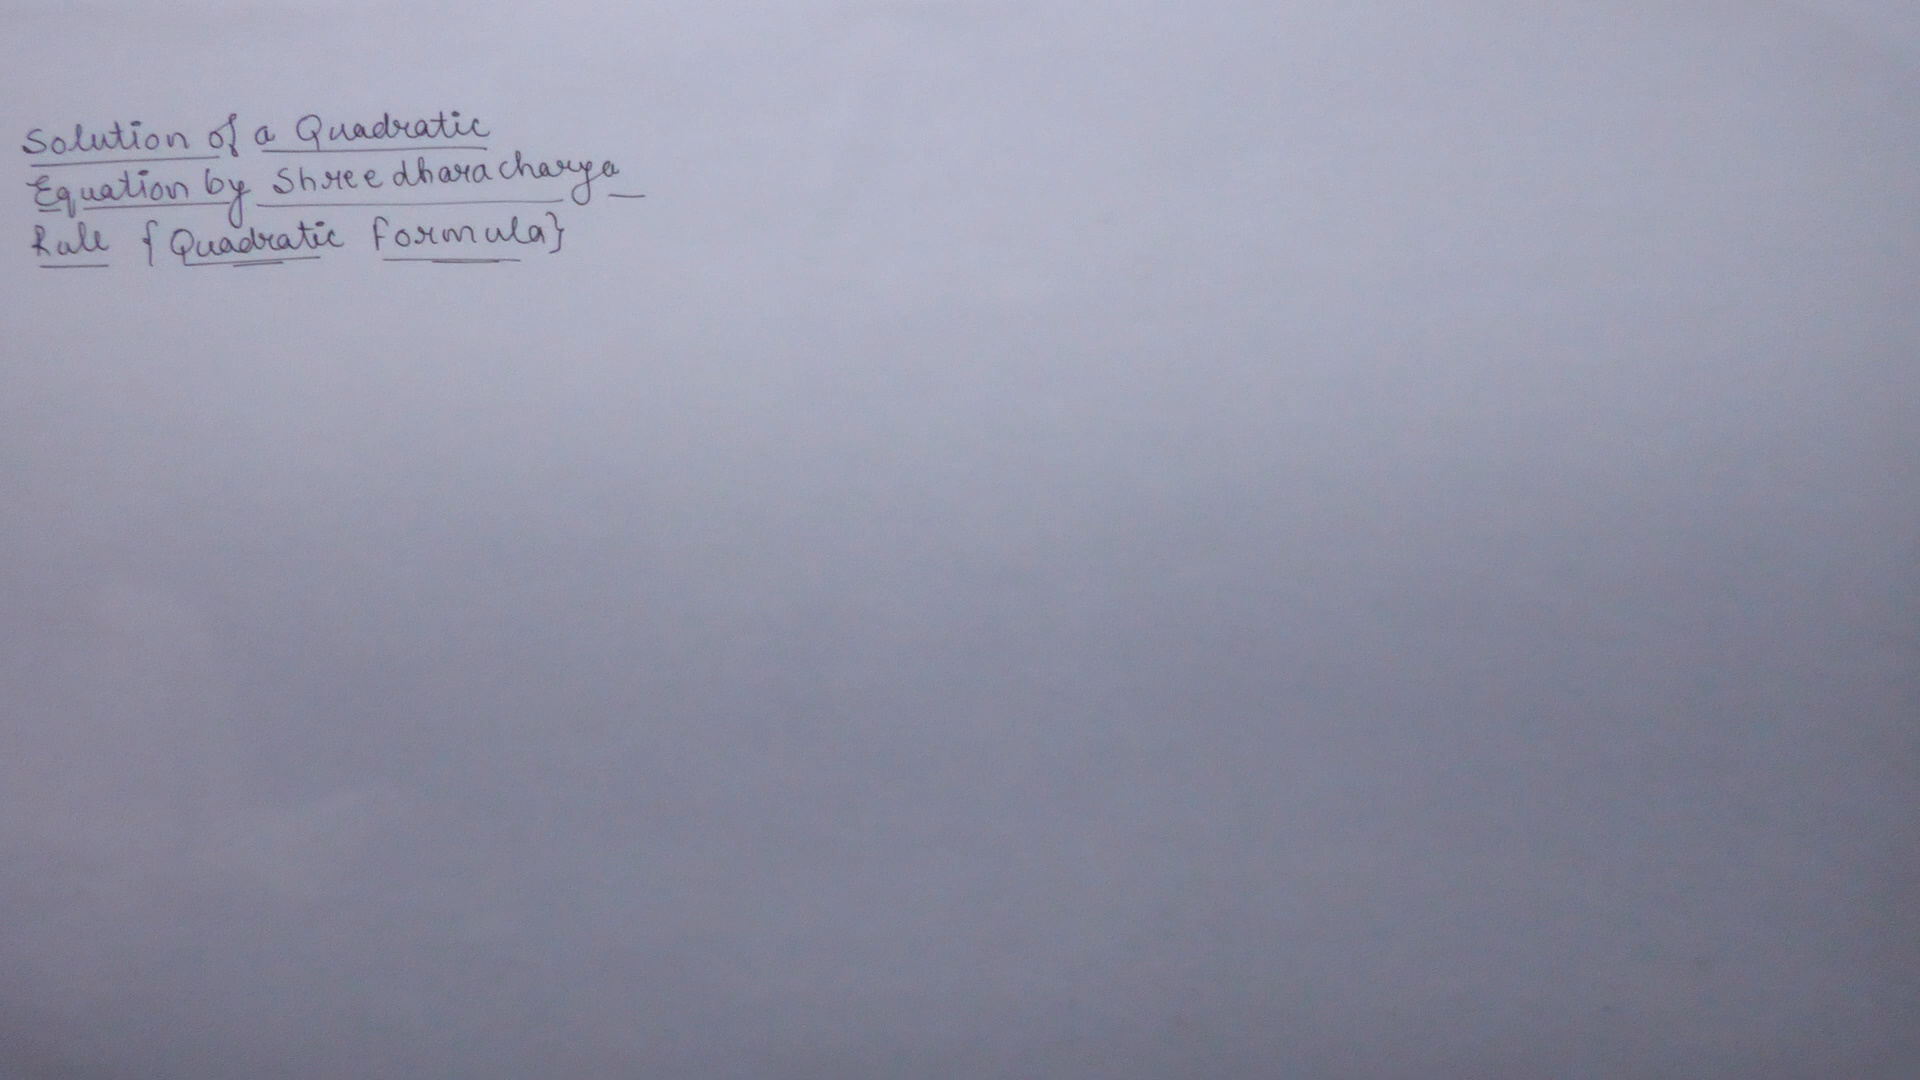 Solution of a Quadratic
Equation by Shreedharacharya
Rule {Quadratic formula}